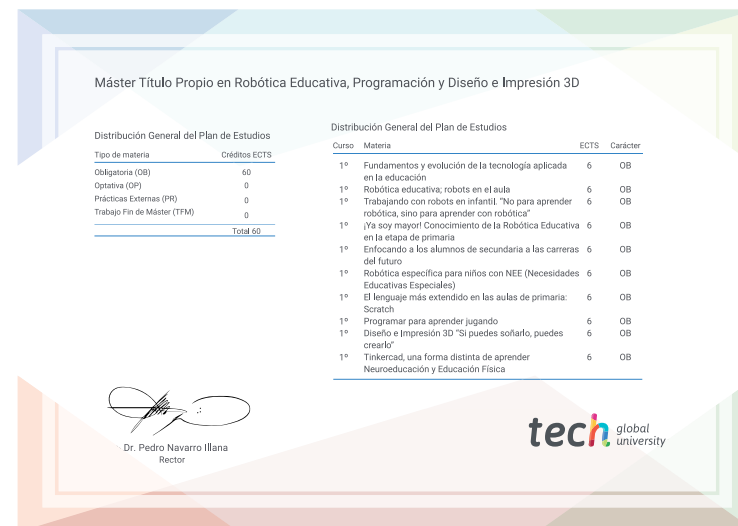 Máster Título Propio en Robótica Educativa, Programación y Diseño e Impresión 3D
Distribución General del Plan de Estudios
Tipo de materia Créditos ECTS
Obligatoria (OB) 60
Optativa (OP) 0
Prácticas Externas (PR) 0
Trabajo Fin de Máster (TFM) 0
Total 60
Distribución General del Plan de Estudios
Curso Materia ECTS Carácter
1º Fundamentos y evolución de la tecnología aplicada 6 OB
en la educación
1º Robótica educativa; robots en el aula 6 OB
1º Trabajando con robots en infantil. "No para aprender 6 OB
robótica, sino para aprender con robótica"
1º ¡Ya soy mayor! Conocimiento de la Robótica Educativa 6 OB
en la etapa de primaria
1º Enfocando a los alumnos de secundaria a las carreras 6 OB
del futuro
1º Robótica específica para niños con NEE (Necesidades 6 OB
Educativas Especiales)
1º El lenguaje más extendido en las aulas de primaria: 6 OB
Scratch
1º Programar para aprender jugando 6 OB
1º Diseño e Impresión 3D "Si puedes soñarlo, puedes 6 OB
crearlo"
1º Tinkercad, una forma distinta de aprender 6 OB
Neuroeducación y Educación Física
Dr. Pedro Navarro Illana
Rector
tech global
university